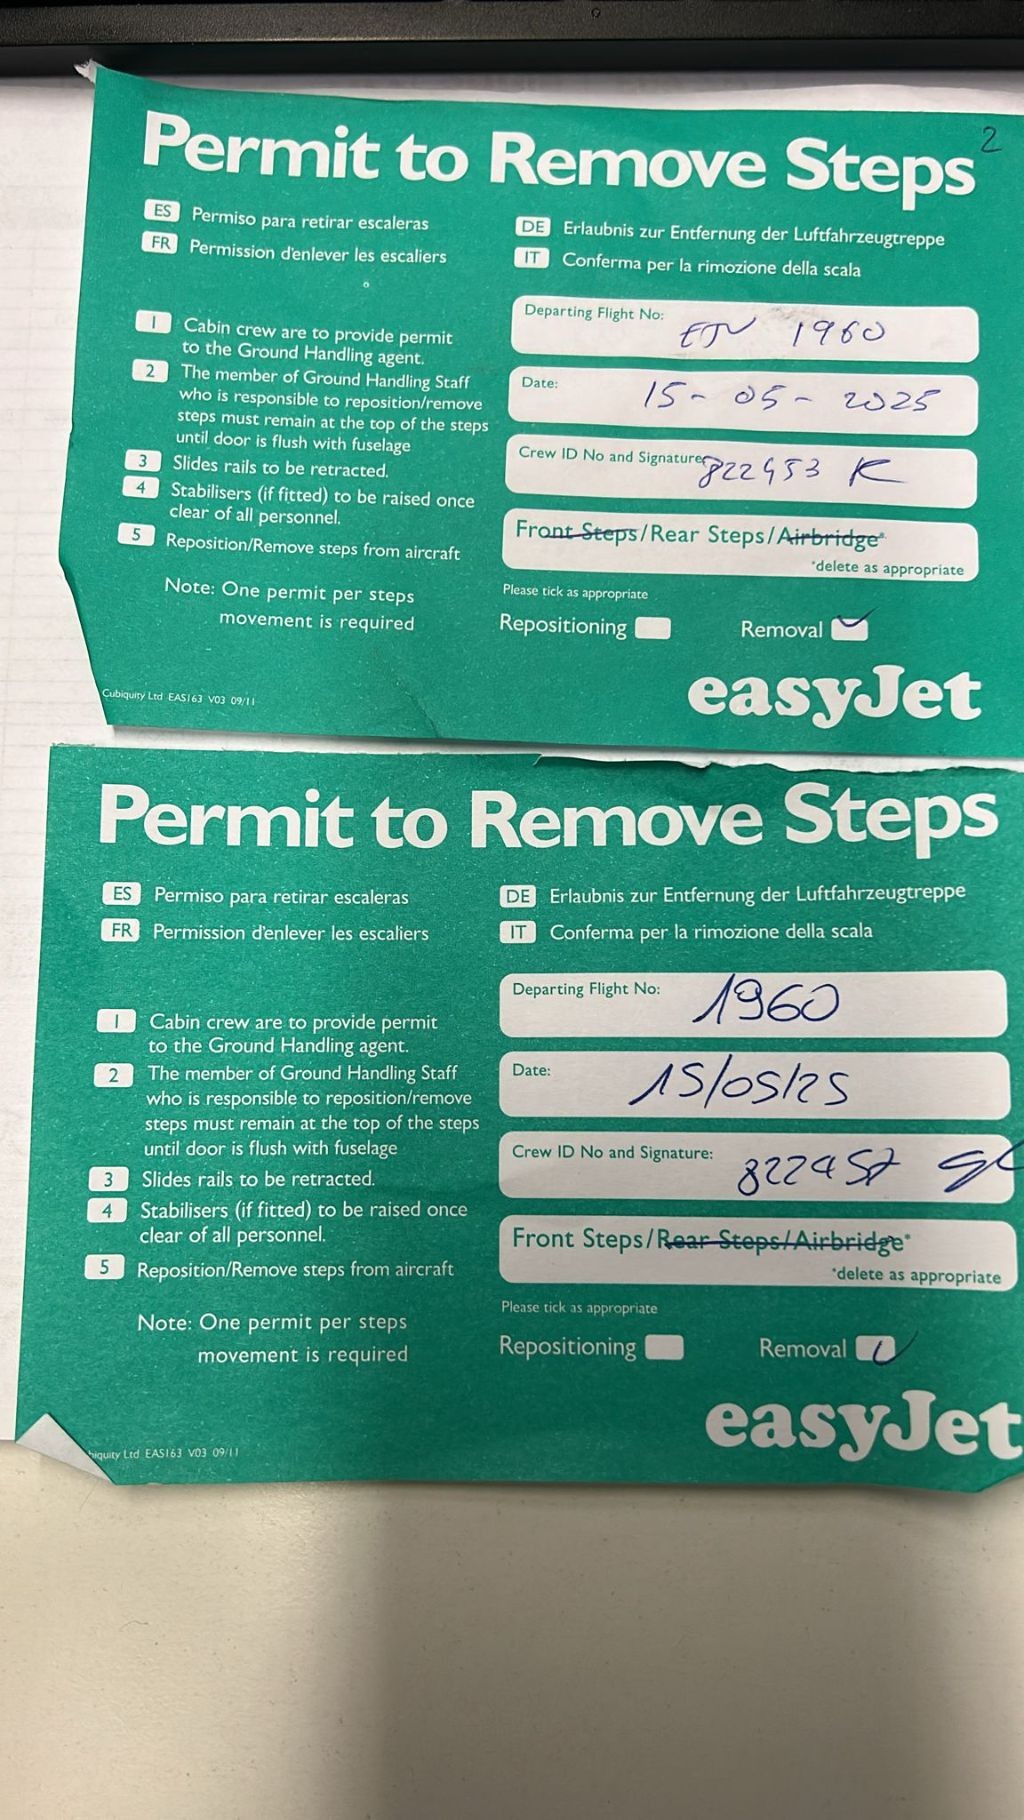 Permit to Remove Steps
2
ES Permiso para retirar escaleras
FR Permission d'enlever les escaliers
DE Erlaubnis zur Entfernung der Luftfahrzeugtreppe
IT Conferma per la rimozione della scala
1 Cabin crew are to provide permit
to the Ground Handling agent.
2 The member of Ground Handling Staff
who is responsible to reposition/remove
steps must remain at the top of the steps
until door is flush with fuselage
3 Slides rails to be retracted.
4 Stabilisers (if fitted) to be raised once
clear of all personnel.
5 Reposition/Remove steps from aircraft
Note: One permit per steps
movement is required
Cubiquity Ltd EAS163 V03 09/11
Departing Flight No: 1960
Date: 15-05-2025
Crew ID No and Signature: 822453
Front Steps/Rear Steps/Airbridge*
*delete as appropriate
Please tick as appropriate
Repositioning
Removal
easyJet
Permit to Remove Steps
ES Permiso para retirar escaleras
FR Permission d'enlever les escaliers
DE Erlaubnis zur Entfernung der Luftfahrzeugtreppe
IT Conferma per la rimozione della scala
1 Cabin crew are to provide permit
to the Ground Handling agent.
2 The member of Ground Handling Staff
who is responsible to reposition/remove
steps must remain at the top of the steps
until door is flush with fuselage
3 Slides rails to be retracted.
4 Stabilisers (if fitted) to be raised once
clear of all personnel.
5 Reposition/Remove steps from aircraft
Note: One permit per steps
movement is required
biquity Ltd EAS163 V03 09/11
Departing Flight No: 1960
Date: 15/05/25
Crew ID No and Signature: 822457
Front Steps/Rear Steps/Airbridge*
*delete as appropriate
Please tick as appropriate
Repositioning
Removal
easyJet